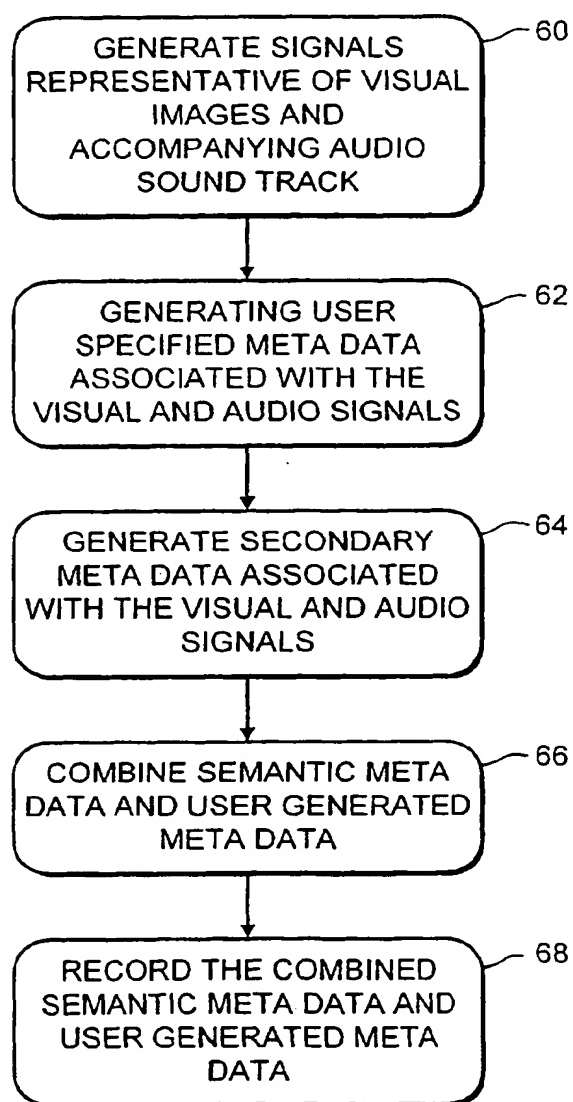 GENERATE SIGNALS
REPRESENTATIVE OF VISUAL
IMAGES AND
ACCOMPANYING AUDIO
SOUND TRACK
60
GENERATING USER
SPECIFIED META DATA
ASSOCIATED WITH THE
VISUAL AND AUDIO SIGNALS
62
GENERATE SECONDARY
META DATA ASSOCIATED
WITH THE VISUAL AND AUDIO
SIGNALS
64
COMBINE SEMANTIC META
DATA AND USER GENERATED
META DATA
66
RECORD THE COMBINED
SEMANTIC META DATA AND
USER GENERATED META
DATA
68